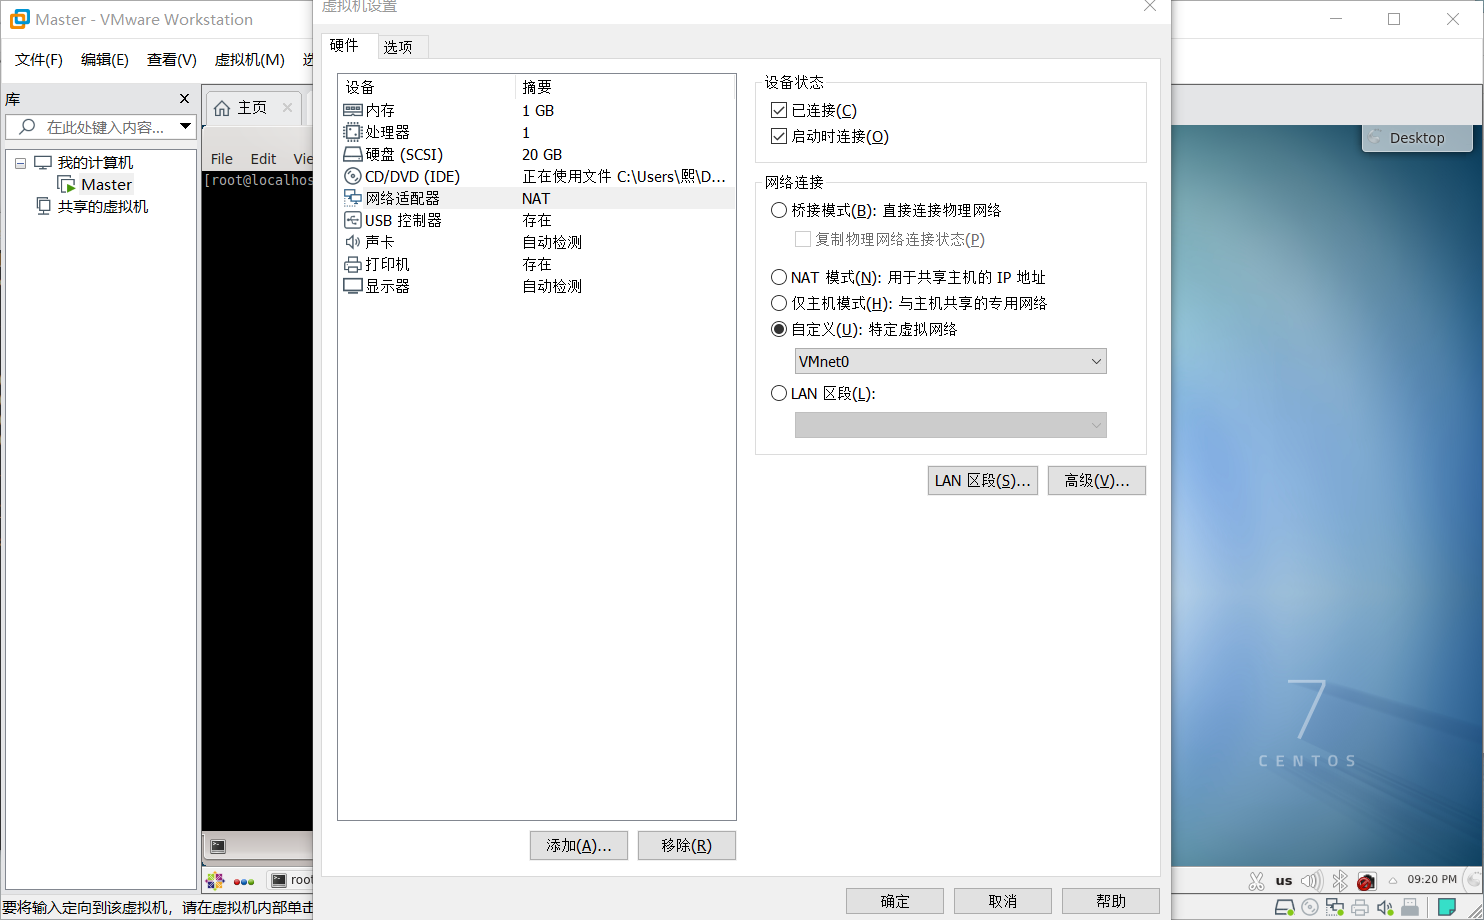 Master - VMware Workstation
文件(F) 编辑(E) 查看(V) 虚拟机(M)
库
在此处键入内容...
我的计算机
Master
共享的虚拟机
主页
File Edit Vie
[root@localhos
root
要将输入定向到该虚拟机，请在虚拟机内部单击
虚拟机设置
硬件 选项
设备 摘要
内存 1 GB
处理器 1
硬盘 (SCSI) 20 GB
CD/DVD (IDE) 正在使用文件 C:\Users\熙\D...
网络适配器 NAT
USB 控制器 存在
声卡 自动检测
打印机 存在
显示器 自动检测
添加(A)... 移除(R)
设备状态
已连接(C)
启动时连接(O)
网络连接
桥接模式(B): 直接连接物理网络
复制物理网络连接状态(P)
NAT 模式(N): 用于共享主机的 IP 地址
仅主机模式(H): 与主机共享的专用网络
自定义(U): 特定虚拟网络
VMnet0
LAN 区段(L):
LAN 区段(S)... 高级(V)...
确定 取消 帮助
Desktop
7
CENTOS
us 09:20 PM